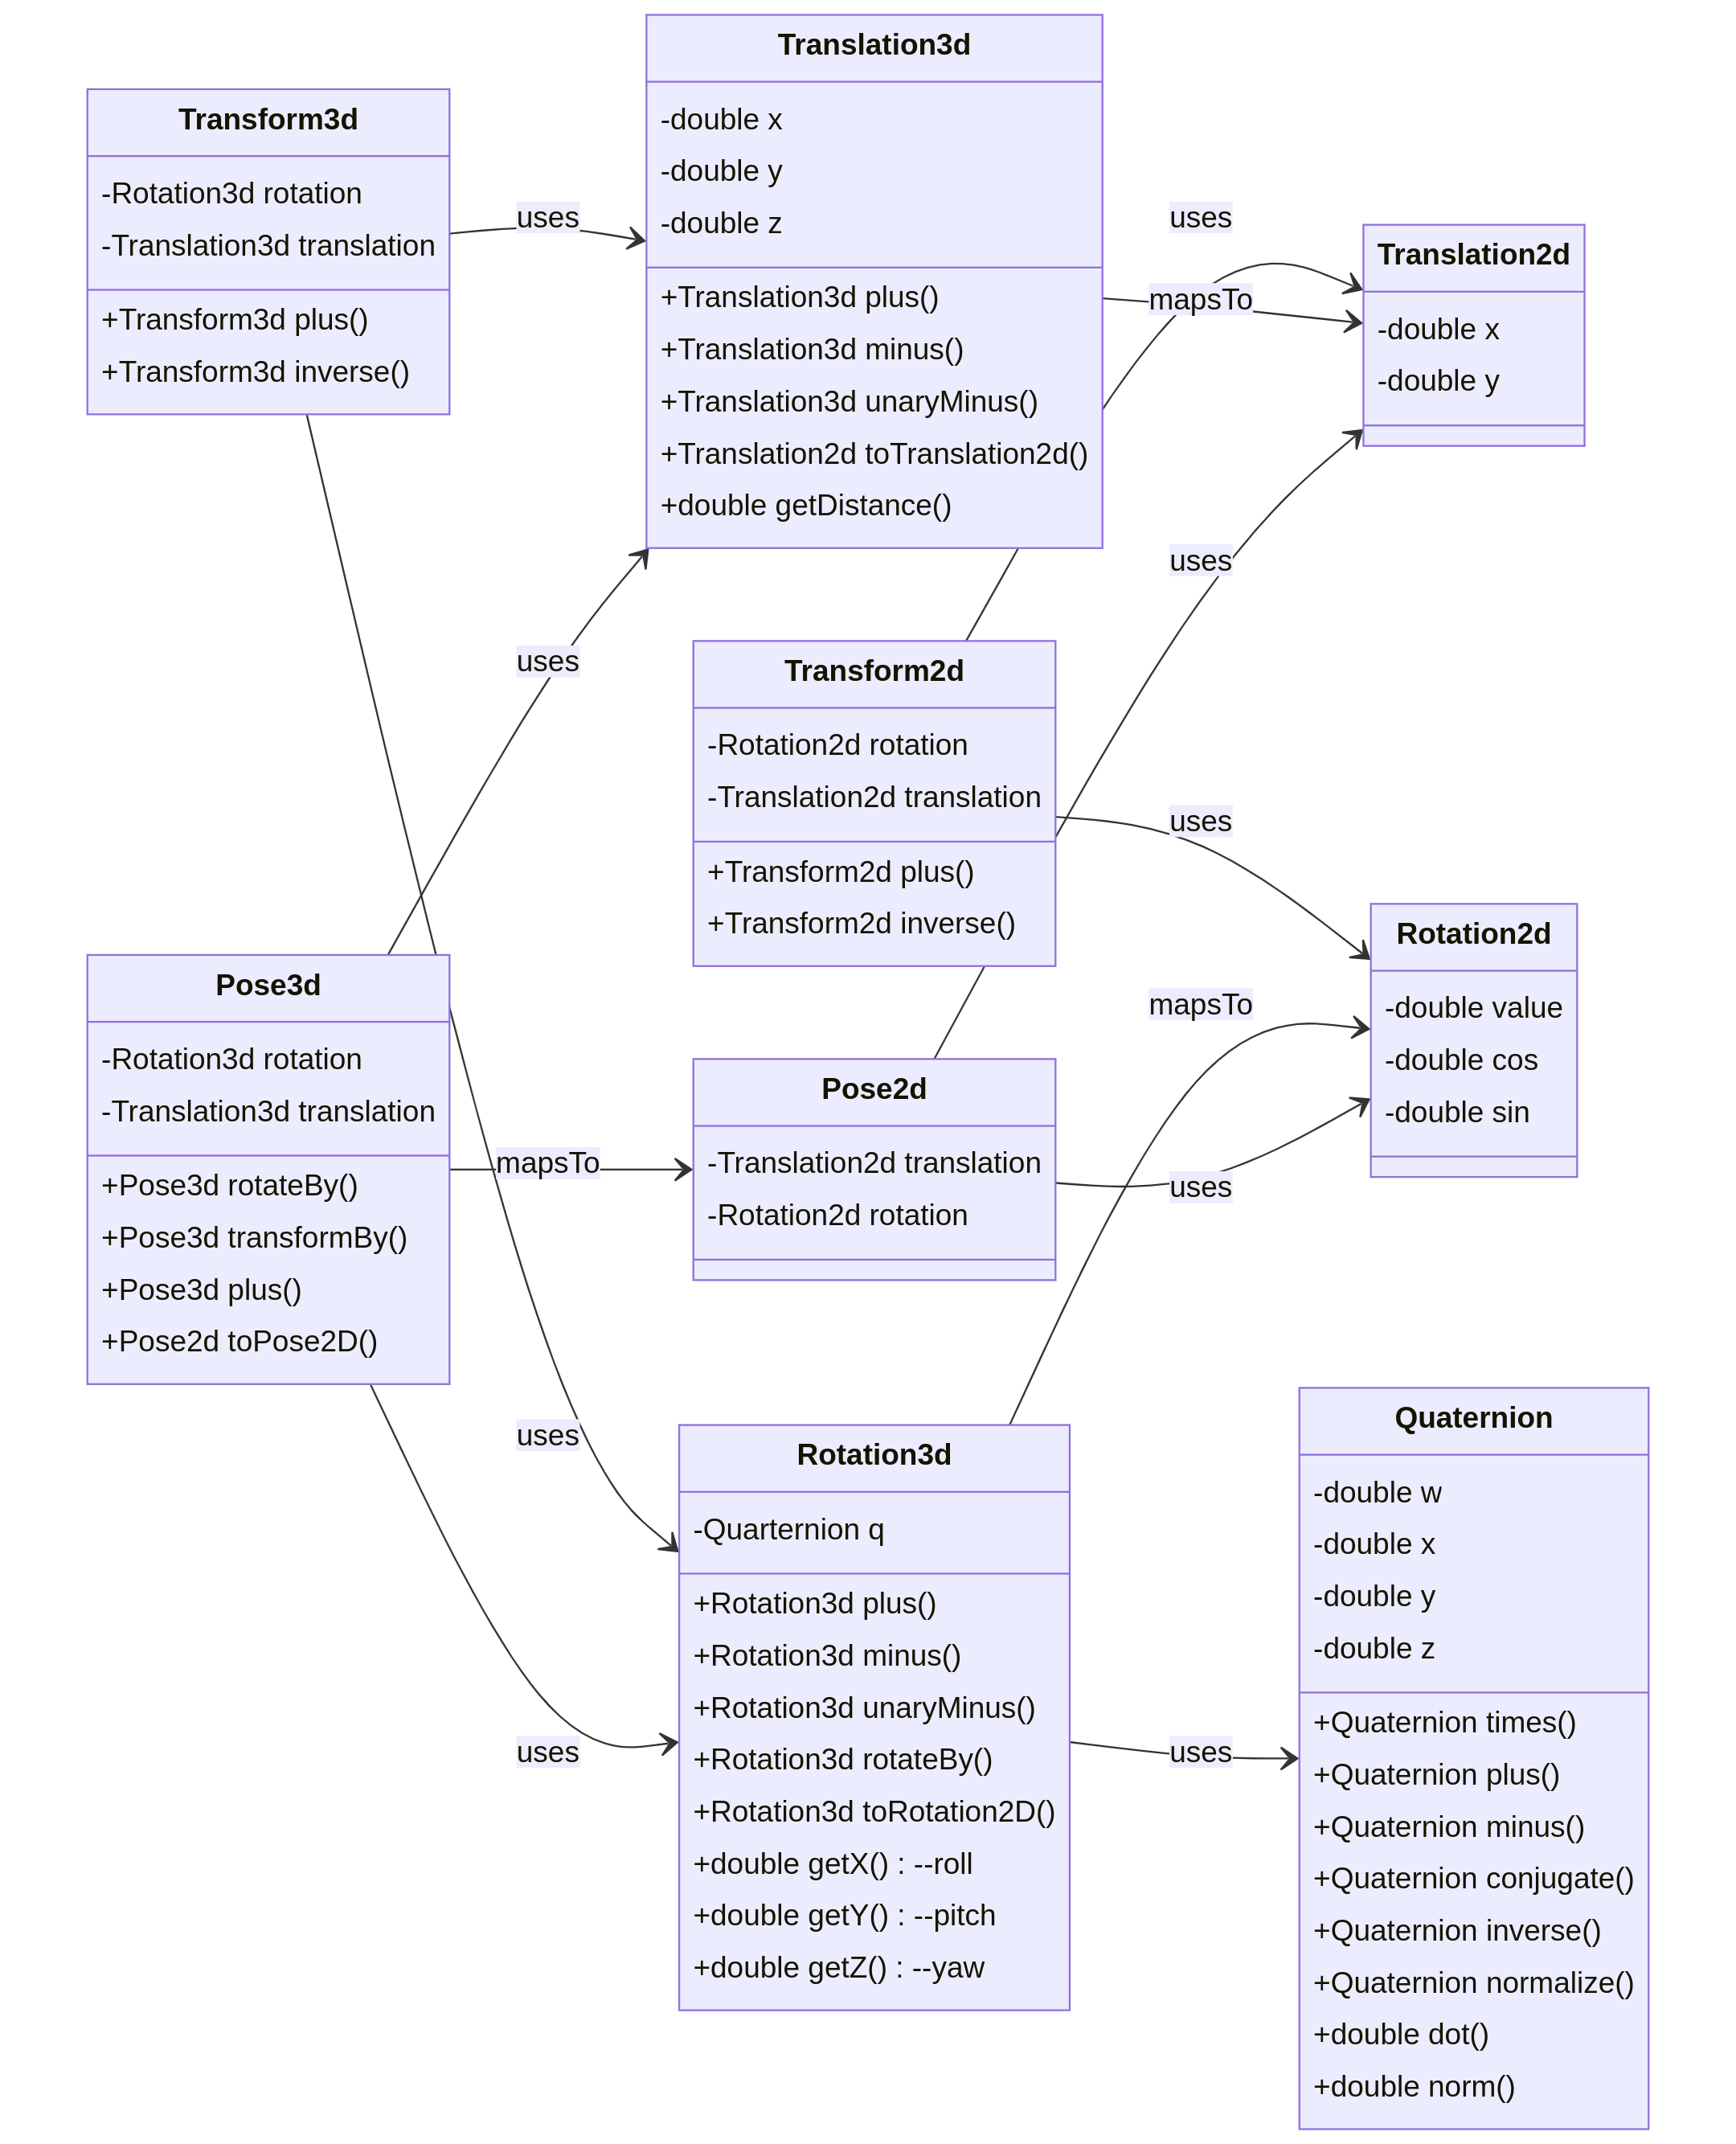 Translation3d
-double x
-double y
-double z
+Translation3d plus()
+Translation3d minus()
+Translation3d unaryMinus()
+Translation2d toTranslation2d()
+double getDistance()
Transform3d
-Rotation3d rotation
-Translation3d translation
+Transform3d plus()
+Transform3d inverse()
uses
uses
mapsTo
Translation2d
-double x
-double y
uses
uses
Transform2d
-Rotation2d rotation
-Translation2d translation
+Transform2d plus()
+Transform2d inverse()
uses
Rotation2d
-double value
-double cos
-double sin
Pose3d
-Rotation3d rotation
-Translation3d translation
+Pose3d rotateBy()
+Pose3d transformBy()
+Pose3d plus()
+Pose2d toPose2D()
mapsTo
mapsTo
Pose2d
-Translation2d translation
-Rotation2d rotation
uses
uses
Rotation3d
-Quarternion q
+Rotation3d plus()
+Rotation3d minus()
+Rotation3d unaryMinus()
+Rotation3d rotateBy()
+Rotation3d toRotation2D()
+double getX() : --roll
+double getY() : --pitch
+double getZ() : --yaw
uses
uses
Quaternion
-double w
-double x
-double y
-double z
+Quaternion times()
+Quaternion plus()
+Quaternion minus()
+Quaternion conjugate()
+Quaternion inverse()
+Quaternion normalize()
+double dot()
+double norm()